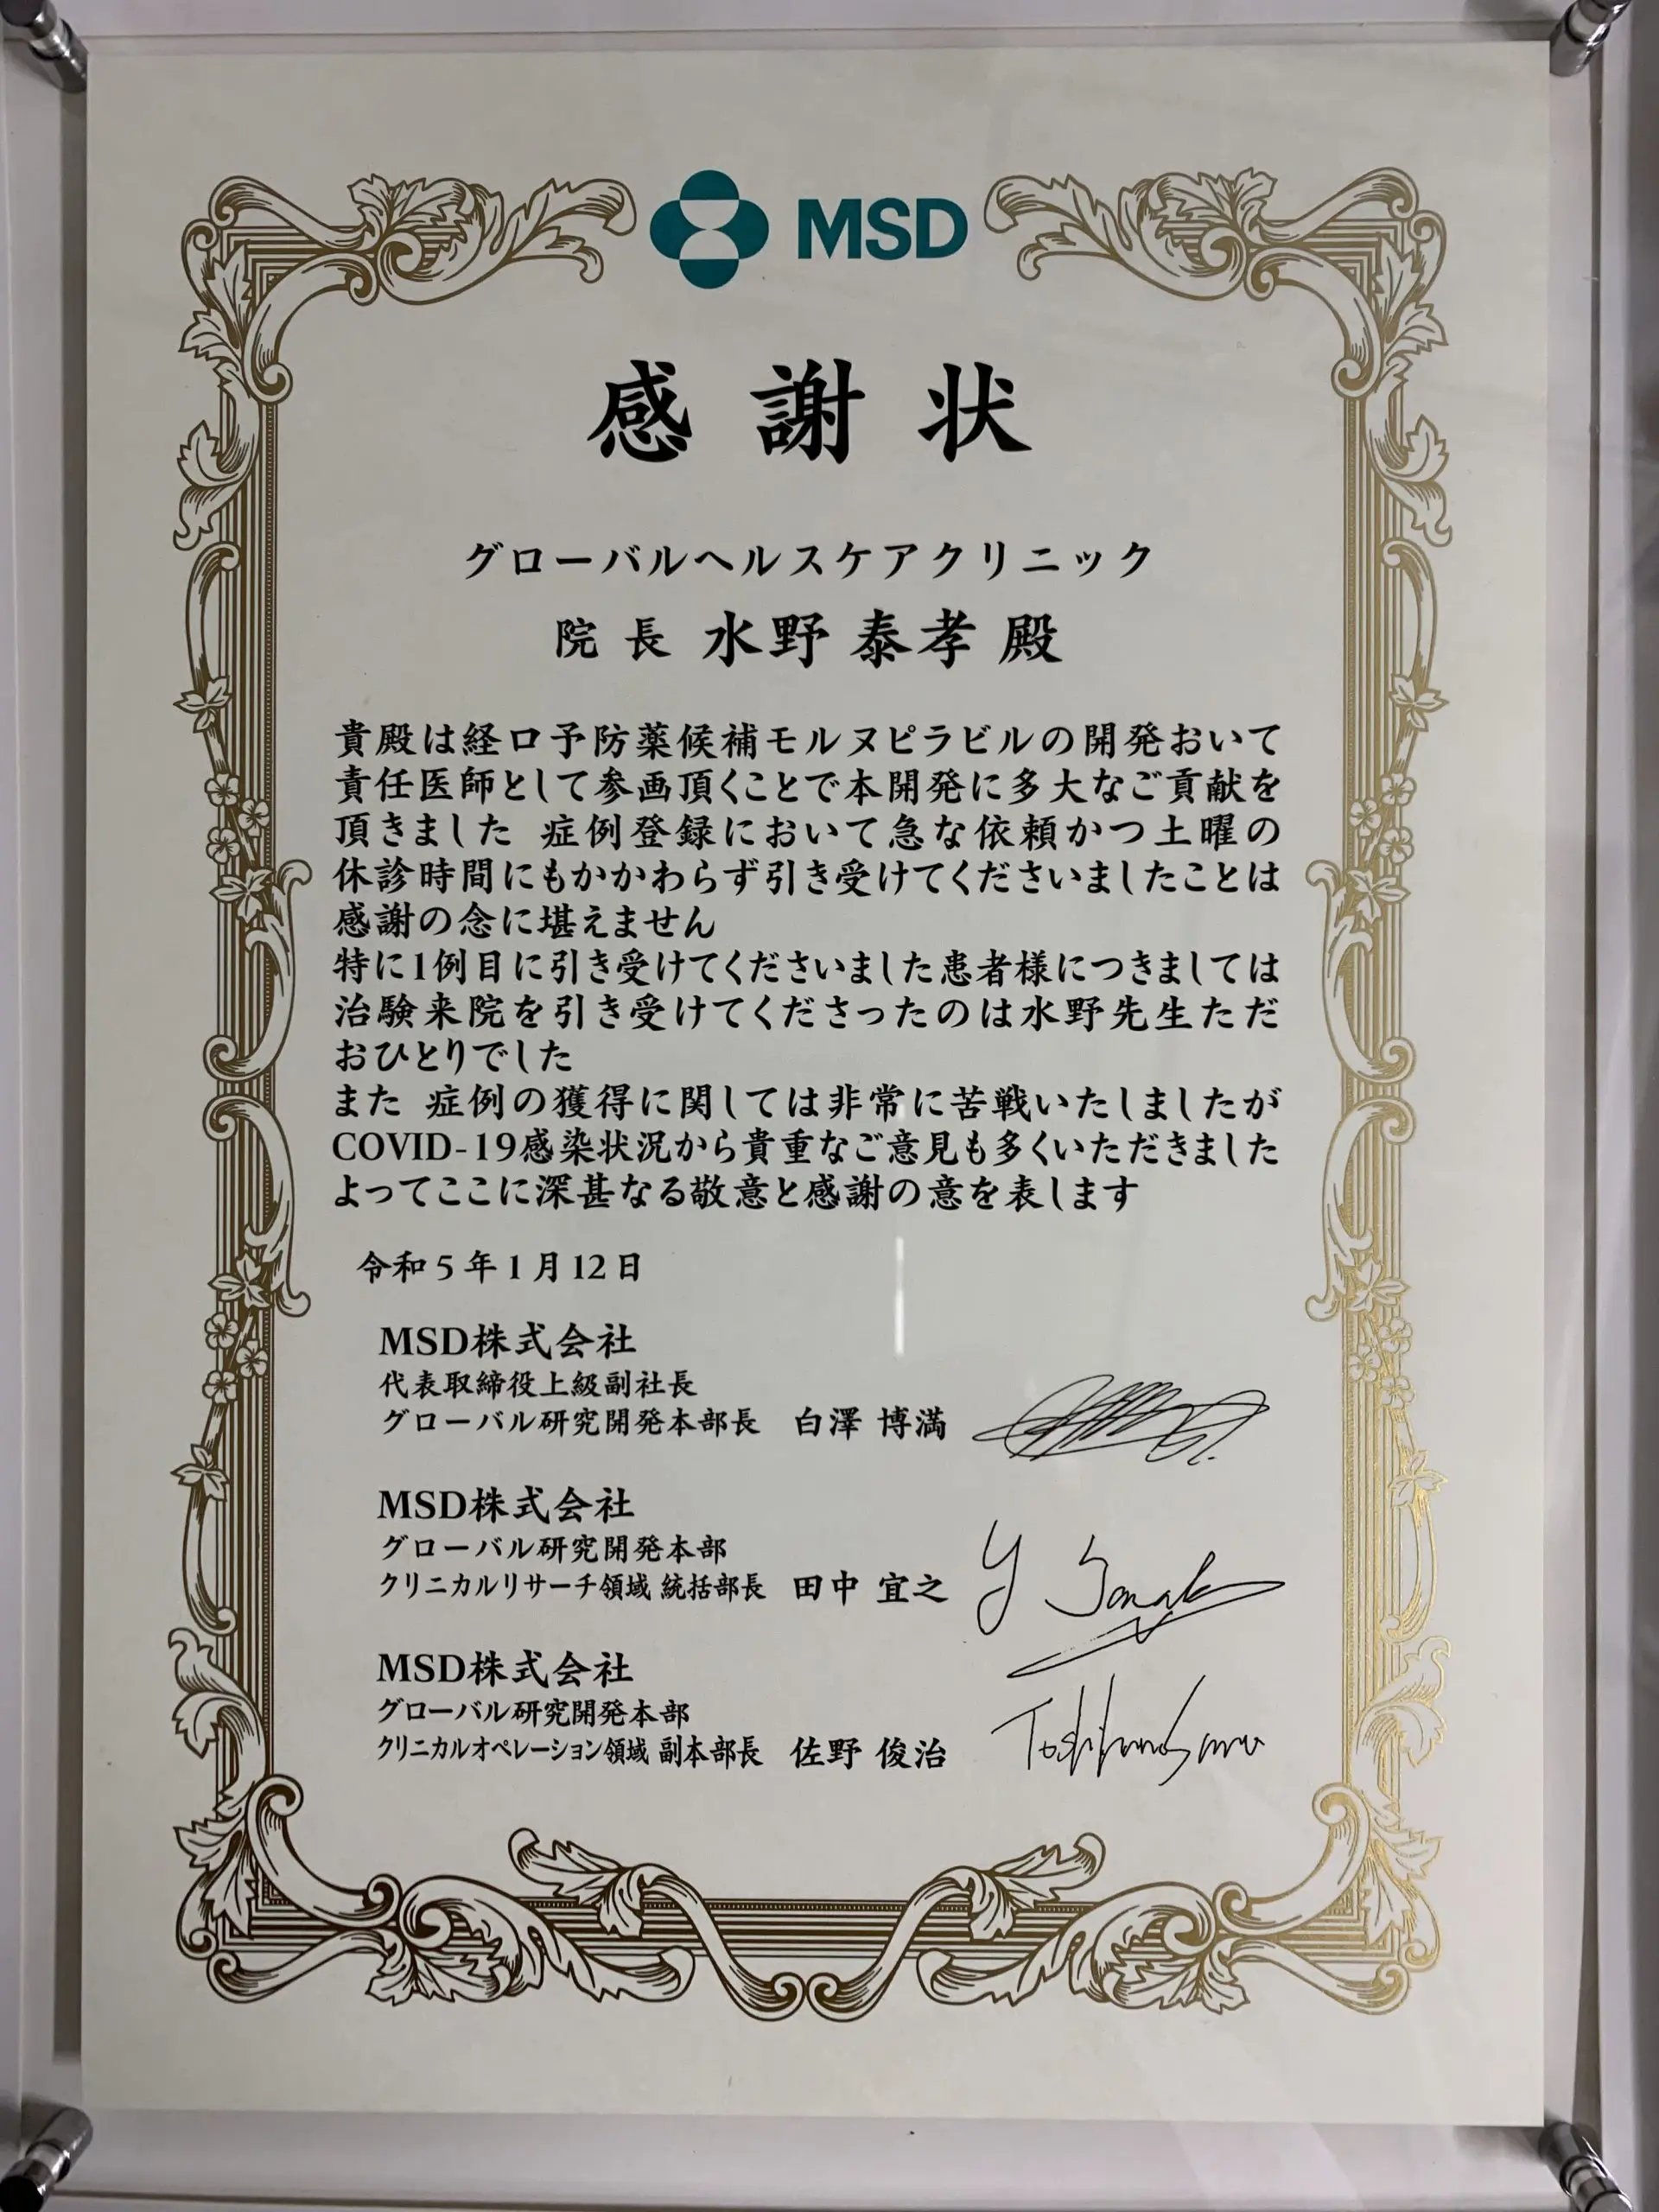 MSD
感謝状
グローバルヘルスケアクリニック
院長 水野 泰孝 殿
貴殿は経口予防薬候補モルヌピラビルの開発おいて
責任医師として参画頂くことで本開発に多大なご貢献を
頂きました 症例登録において急な依頼かつ土曜の
休診時間にもかかわらず引き受けてくださいましたことは
感謝の念に堪えません
特に1例目に引き受けてくださいました患者様につきましては
治験来院を引き受けてくださったのは水野先生ただ
おひとりでした
また 症例の獲得に関しては非常に苦戦いたしましたが
COVID-19感染状況から貴重なご意見も多くいただきました
よってここに深甚なる敬意と感謝の意を表します
令和5年1月12日
MSD株式会社
代表取締役上級副社長
グローバル研究開発本部長 白澤 博満
MSD株式会社
グローバル研究開発本部
クリニカルリサーチ領域 統括部長 田中 宜之
MSD株式会社
グローバル研究開発本部
クリニカルオペレーション領域 副本部長 佐野 俊治